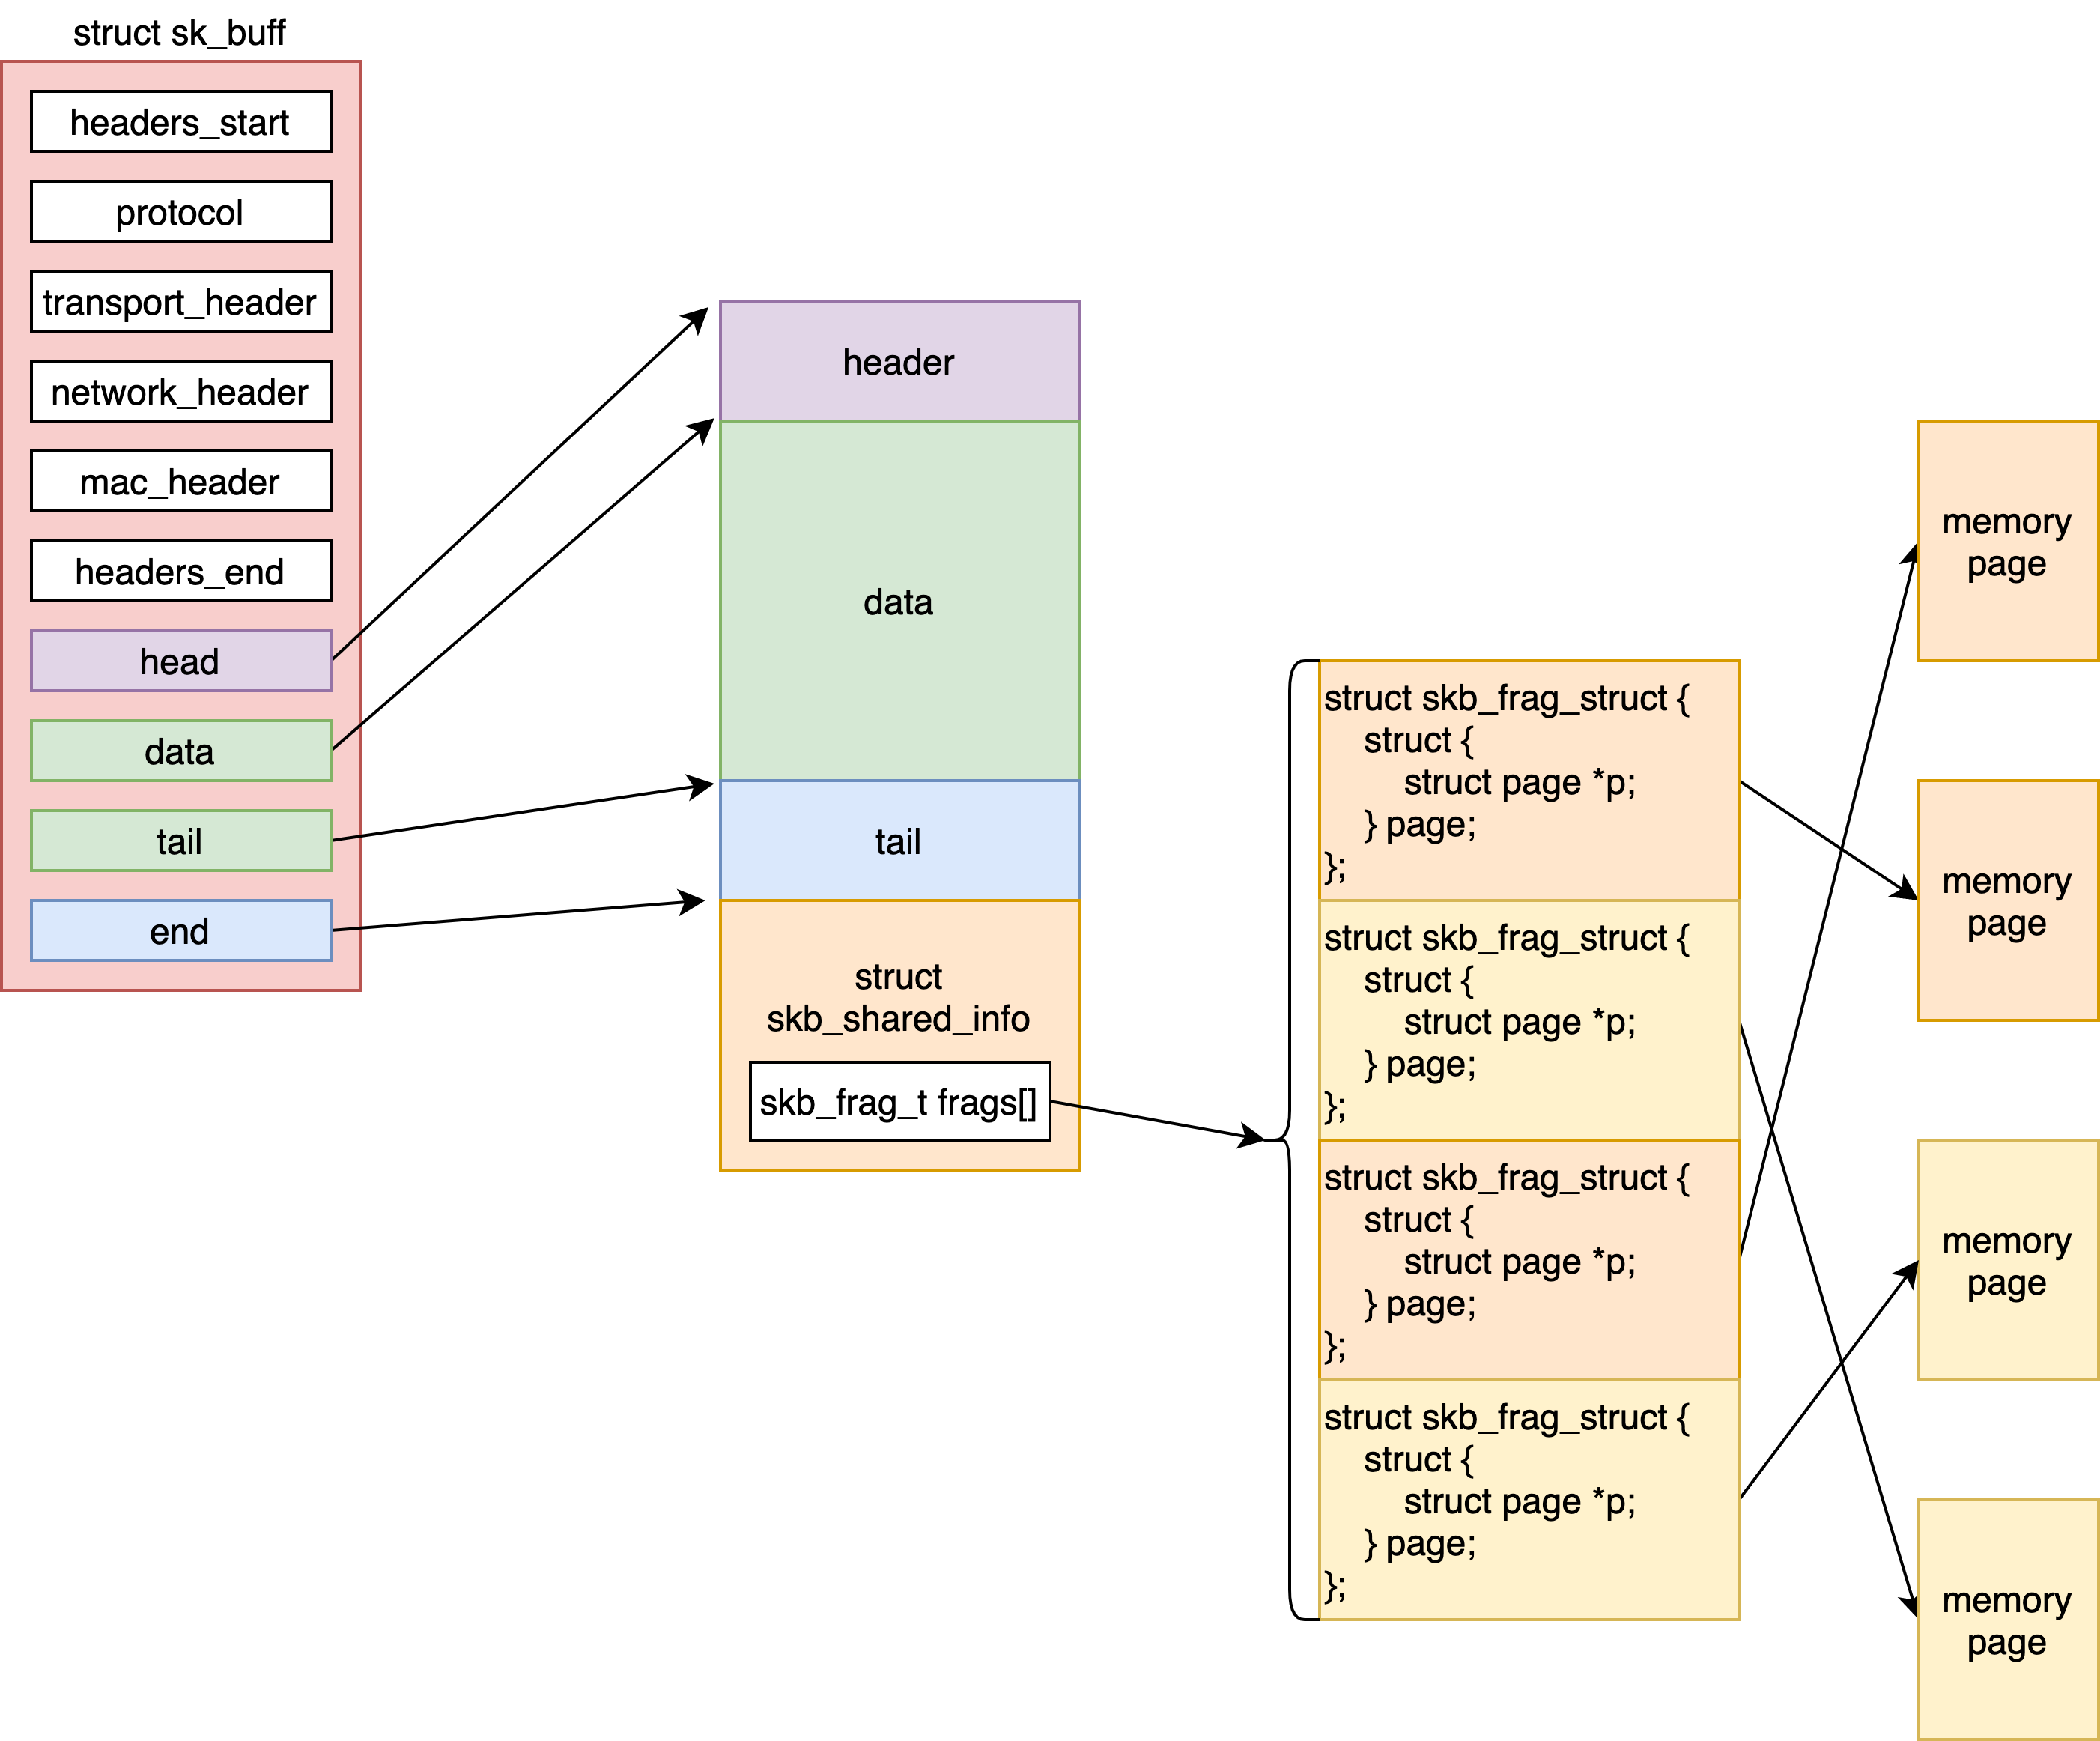 struct sk_buff
headers_start
protocol
transport_header
network_header
mac_header
headers_end
head
data
tail
end
header
data
tail
struct
skb_shared_info
skb_frag_t frags[]
struct skb_frag_struct {
struct {
struct page *p;
} page;
};
struct skb_frag_struct {
struct {
struct page *p;
} page;
};
struct skb_frag_struct {
struct {
struct page *p;
} page;
};
struct skb_frag_struct {
struct {
struct page *p;
} page;
};
memory
page
memory
page
memory
page
memory
page